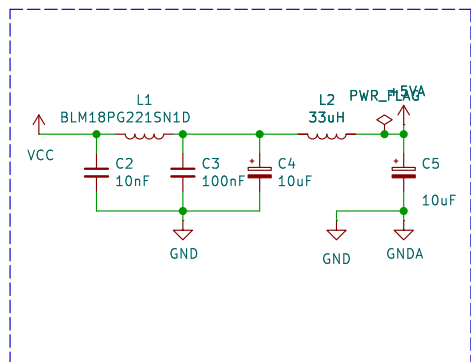 L1
BLM18PG221SN1D
L2
33uH
PWR_FLAG
+5VA
VCC
C2
10nF
C3
100nF
C4
10uF
C5
10uF
GND
GND
GNDA